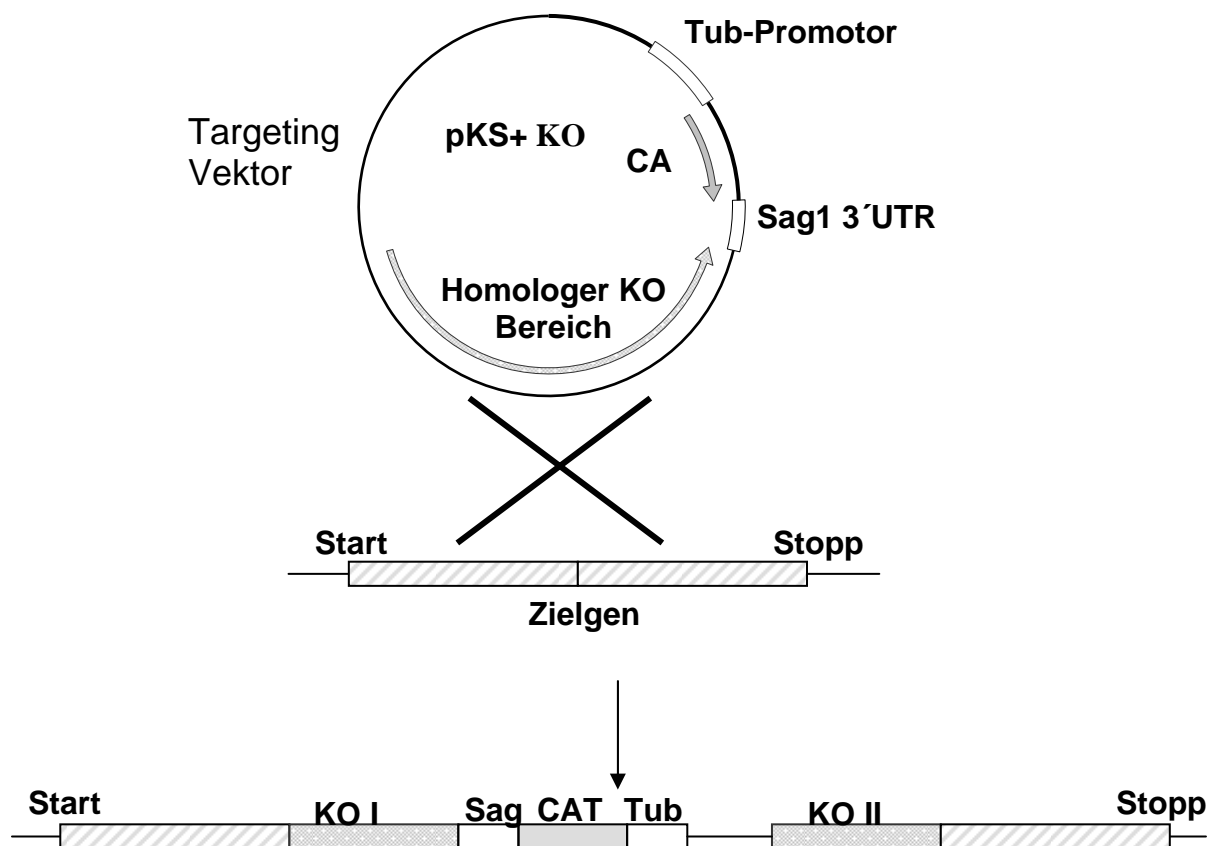 Tub-Promotor
Targeting
Vektor
pKS+ KO
CA
Sag1 3´UTR
Homologer KO
Bereich
Start
Stopp
Zielgen
Start
KO I
Sag
CAT
Tub
KO II
Stopp